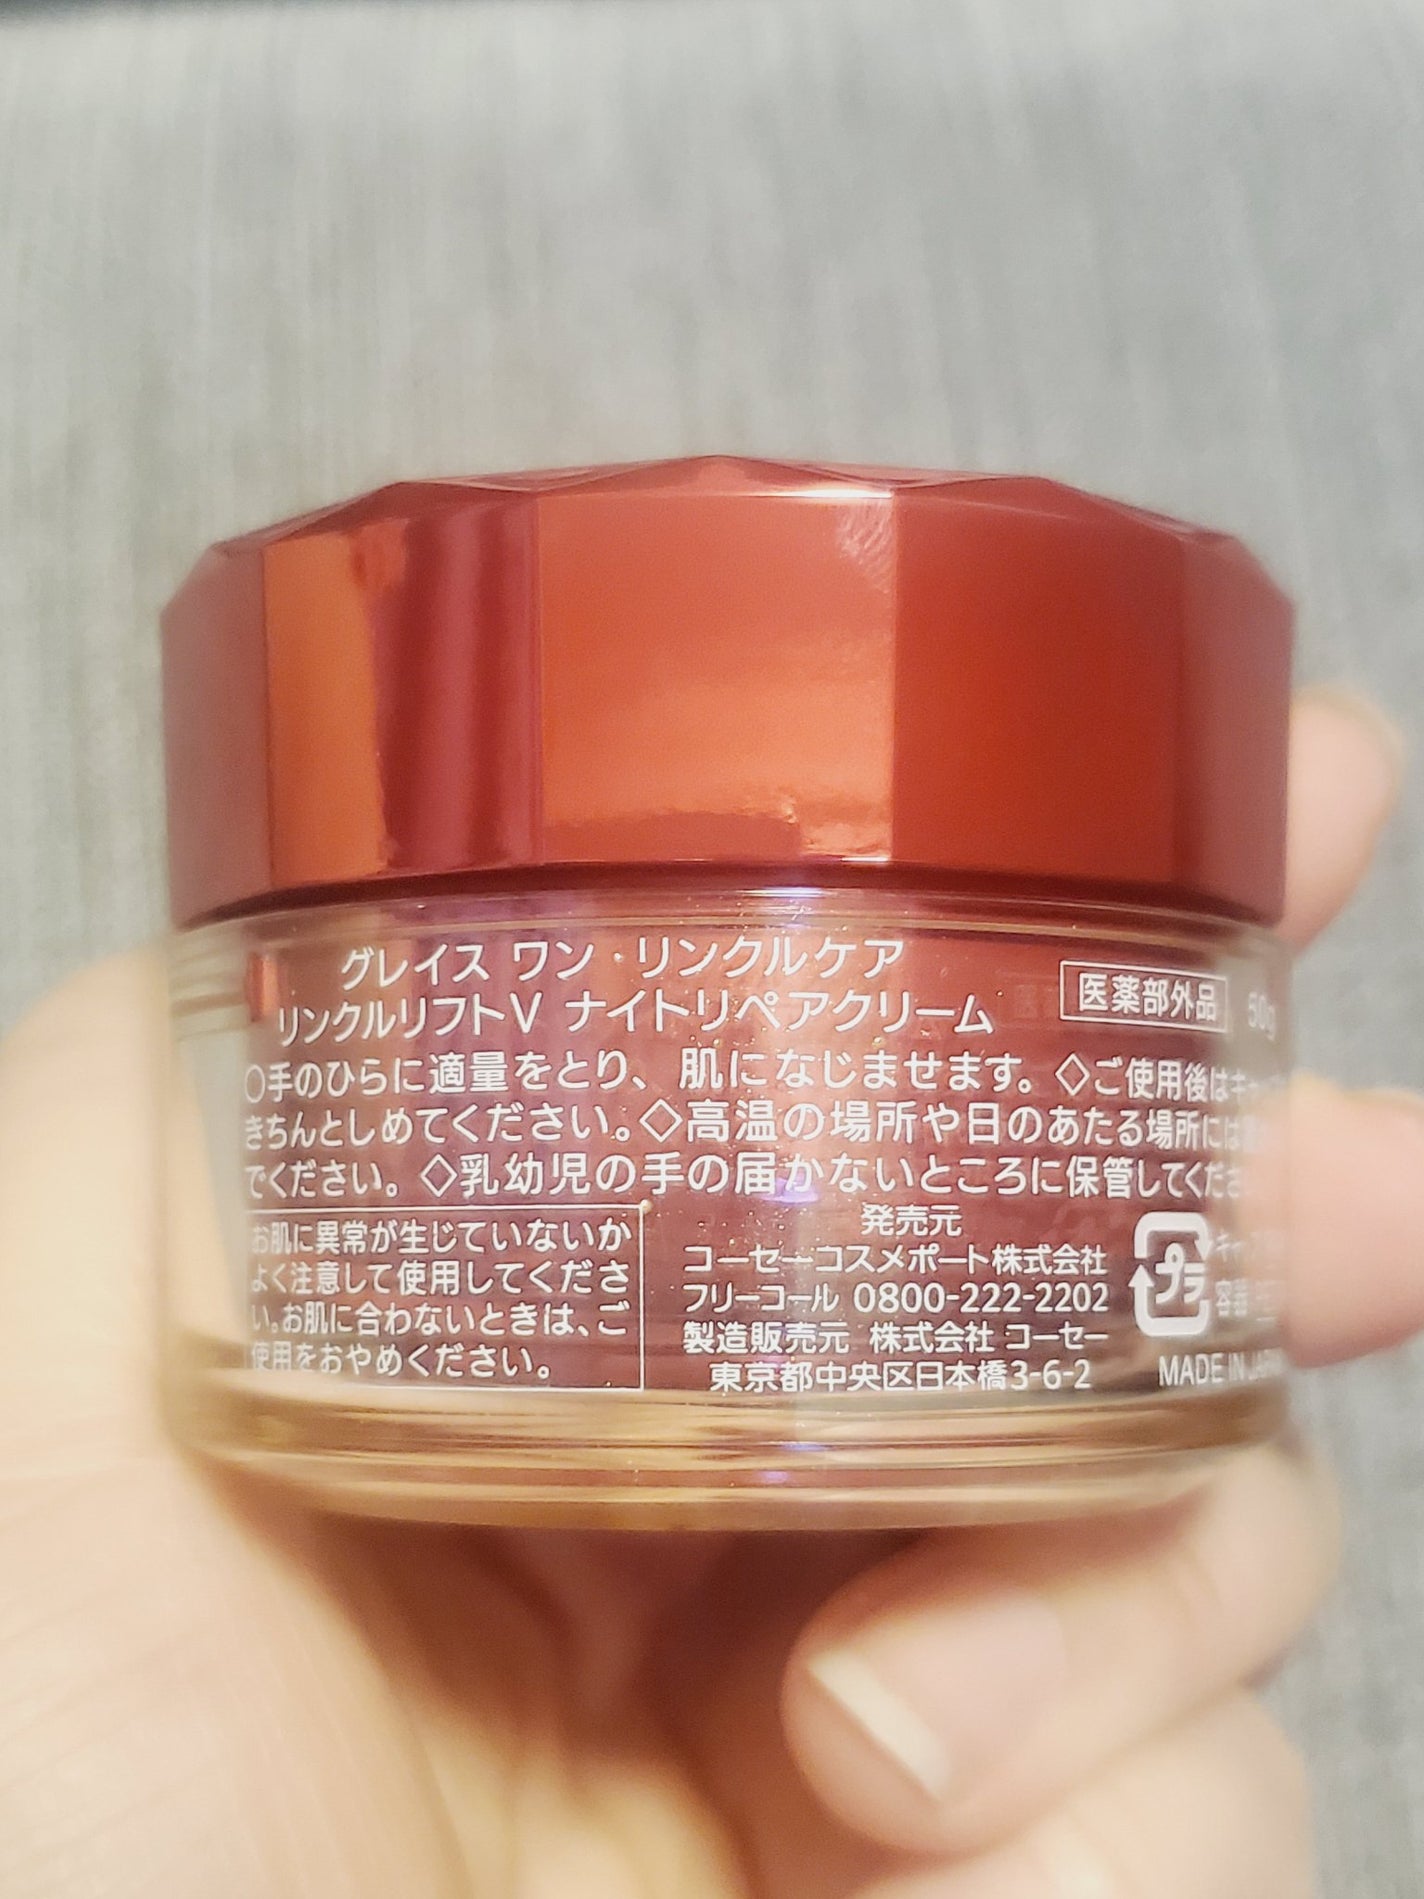 グレイス ワン・リンクルケア
リンクルリフトV ナイトリペアクリーム
医薬部外品 50g
○手のひらに適量をとり、肌になじませます。◇ご使用後はキャ
きちんとしめてください。◇高温の場所や日のあたる場所には
でください。◇乳幼児の手の届かないところに保管してくださ
お肌に異常が生じていないか
よく注意して使用してくださ
い。お肌に合わないときは、ご
使用をおやめください。
発売元
コーセーコスメポート株式会社
フリーコール 0800-222-2202
製造販売元 株式会社 コーセー
東京都中央区日本橋3-6-2
プラ
容器
MADE IN JAPAN